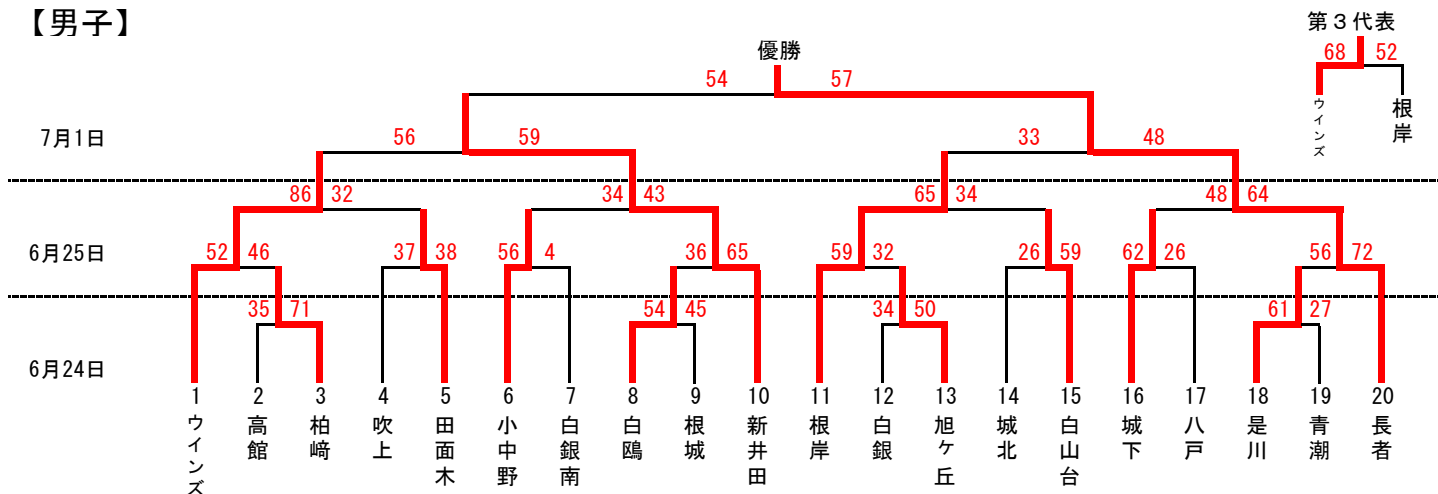 【男子】
第３代表
優勝
68 52
54 57
ウインズ
根岸
7月1日
56 59 33 48
86 32 34 43 65 34 48 64
6月25日
52 46 37 38 56 4 36 65 59 32 26 59 62 26 56 72
35 71 54 45 34 50 61 27
6月24日
1 2 3 4 5 6 7 8 9 10 11 12 13 14 15 16 17 18 19 20
ウインズ
高館
柏崎
吹上
田面木
小中野
白銀南
白鴎
根城
新井田
根岸
白銀
旭ケ丘
城北
白山台
城下
八戸
是川
青潮
長者